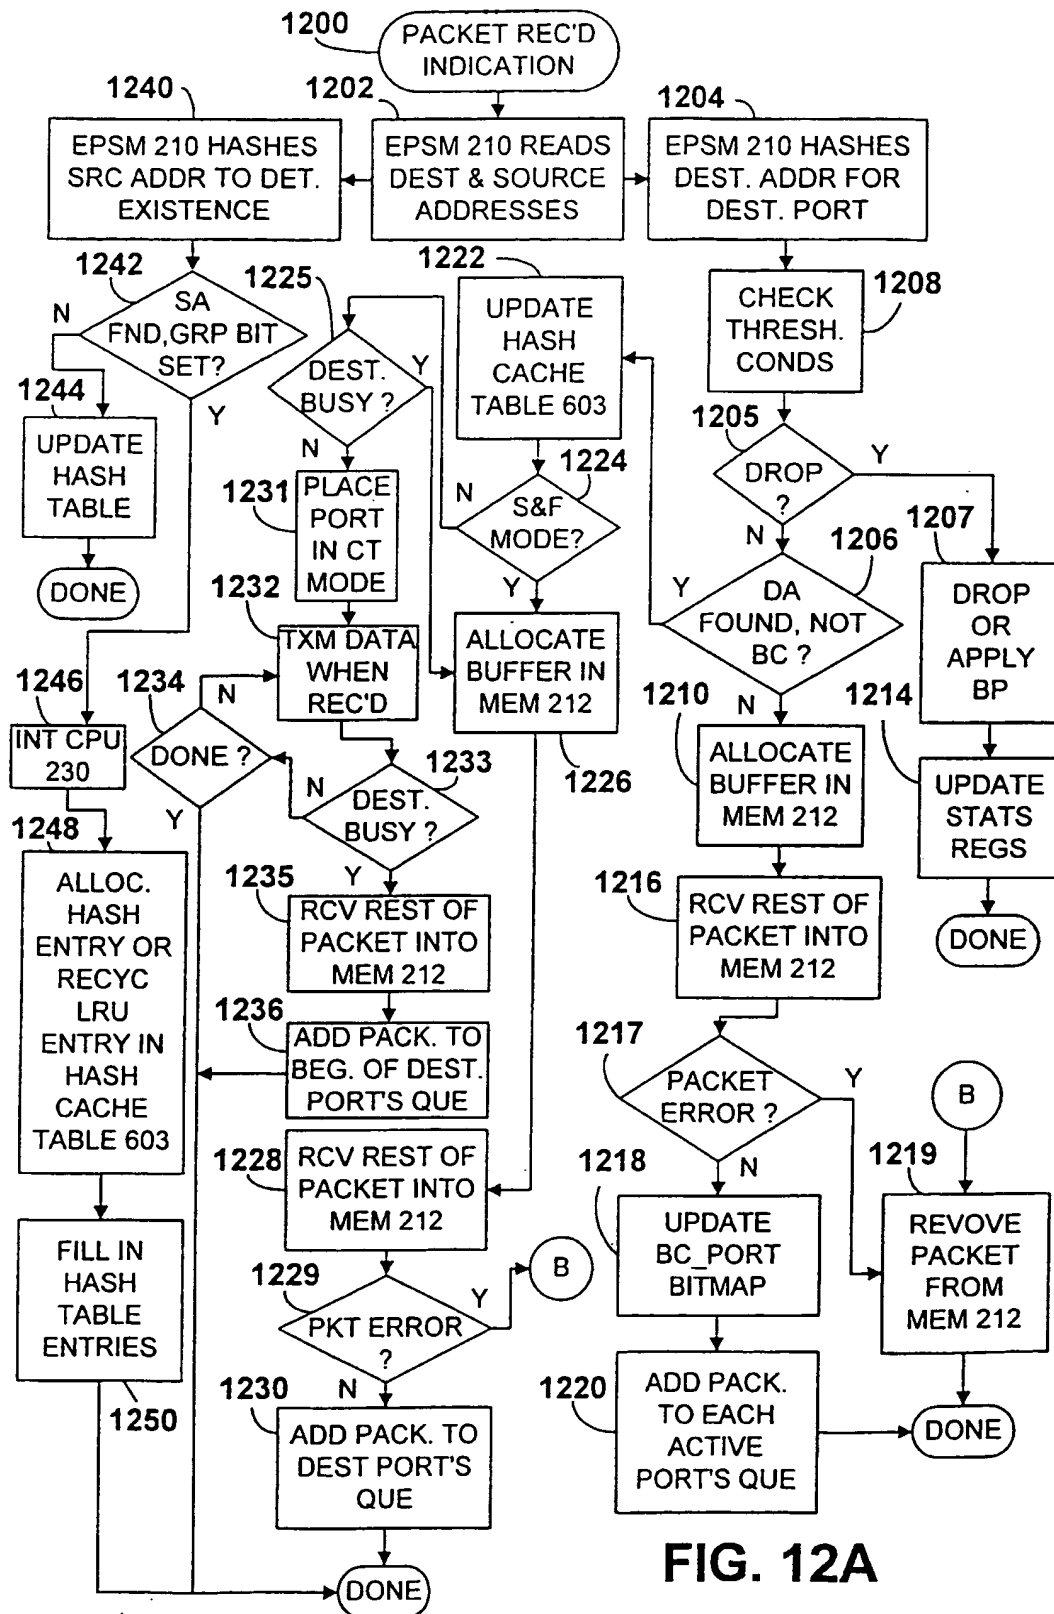 1200
PACKET REC'D
INDICATION
1240
1202
1204
EPSM 210 HASHES
SRC ADDR TO DET.
EXISTENCE
EPSM 210 READS
DEST & SOURCE
ADDRESSES
EPSM 210 HASHES
DEST. ADDR FOR
DEST. PORT
1242
SA
FND,GRP BIT
SET?
N
Y
1244
UPDATE
HASH
TABLE
DONE
1246
INT CPU
230
1248
ALLOC.
HASH
ENTRY OR
RECYC
LRU
ENTRY IN
HASH
CACHE
TABLE 603
FILL IN
HASH
TABLE
ENTRIES
1250
1225
DEST.
BUSY ?
Y
N
1231
PLACE
PORT
IN CT
MODE
1232
TXM DATA
WHEN
REC'D
1234
N
DONE ?
Y
1233
N
DEST.
BUSY ?
Y
1235
RCV REST OF
PACKET INTO
MEM 212
1236
ADD PACK. TO
BEG. OF DEST.
PORT'S QUE
1222
UPDATE
HASH
CACHE
TABLE 603
1224
N
S&F
MODE?
Y
ALLOCATE
BUFFER IN
MEM 212
1226
1228
RCV REST OF
PACKET INTO
MEM 212
1229
Y
B
PKT ERROR
?
N
1230
ADD PACK. TO
DEST PORT'S
QUE
DONE
1208
CHECK
THRESH.
CONDS
1205
DROP
?
Y
N
1207
DROP
OR
APPLY
BP
1214
UPDATE
STATS
REGS
DONE
1206
Y
DA
FOUND, NOT
BC ?
N
1210
ALLOCATE
BUFFER IN
MEM 212
1216
RCV REST OF
PACKET INTO
MEM 212
1217
PACKET
ERROR ?
Y
N
1218
UPDATE
BC_PORT
BITMAP
1220
ADD PACK.
TO EACH
ACTIVE
PORT'S QUE
B
1219
REVOVE
PACKET
FROM
MEM 212
DONE
FIG. 12A